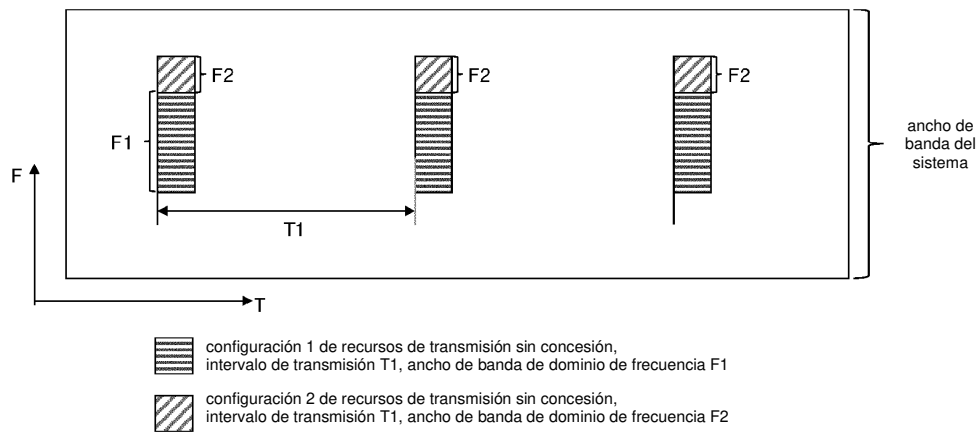 F2
F2
F2
F1
ancho de
banda del
sistema
F
T1
T
configuración 1 de recursos de transmisión sin concesión,
intervalo de transmisión T1, ancho de banda de dominio de frecuencia F1
configuración 2 de recursos de transmisión sin concesión,
intervalo de transmisión T1, ancho de banda de dominio de frecuencia F2